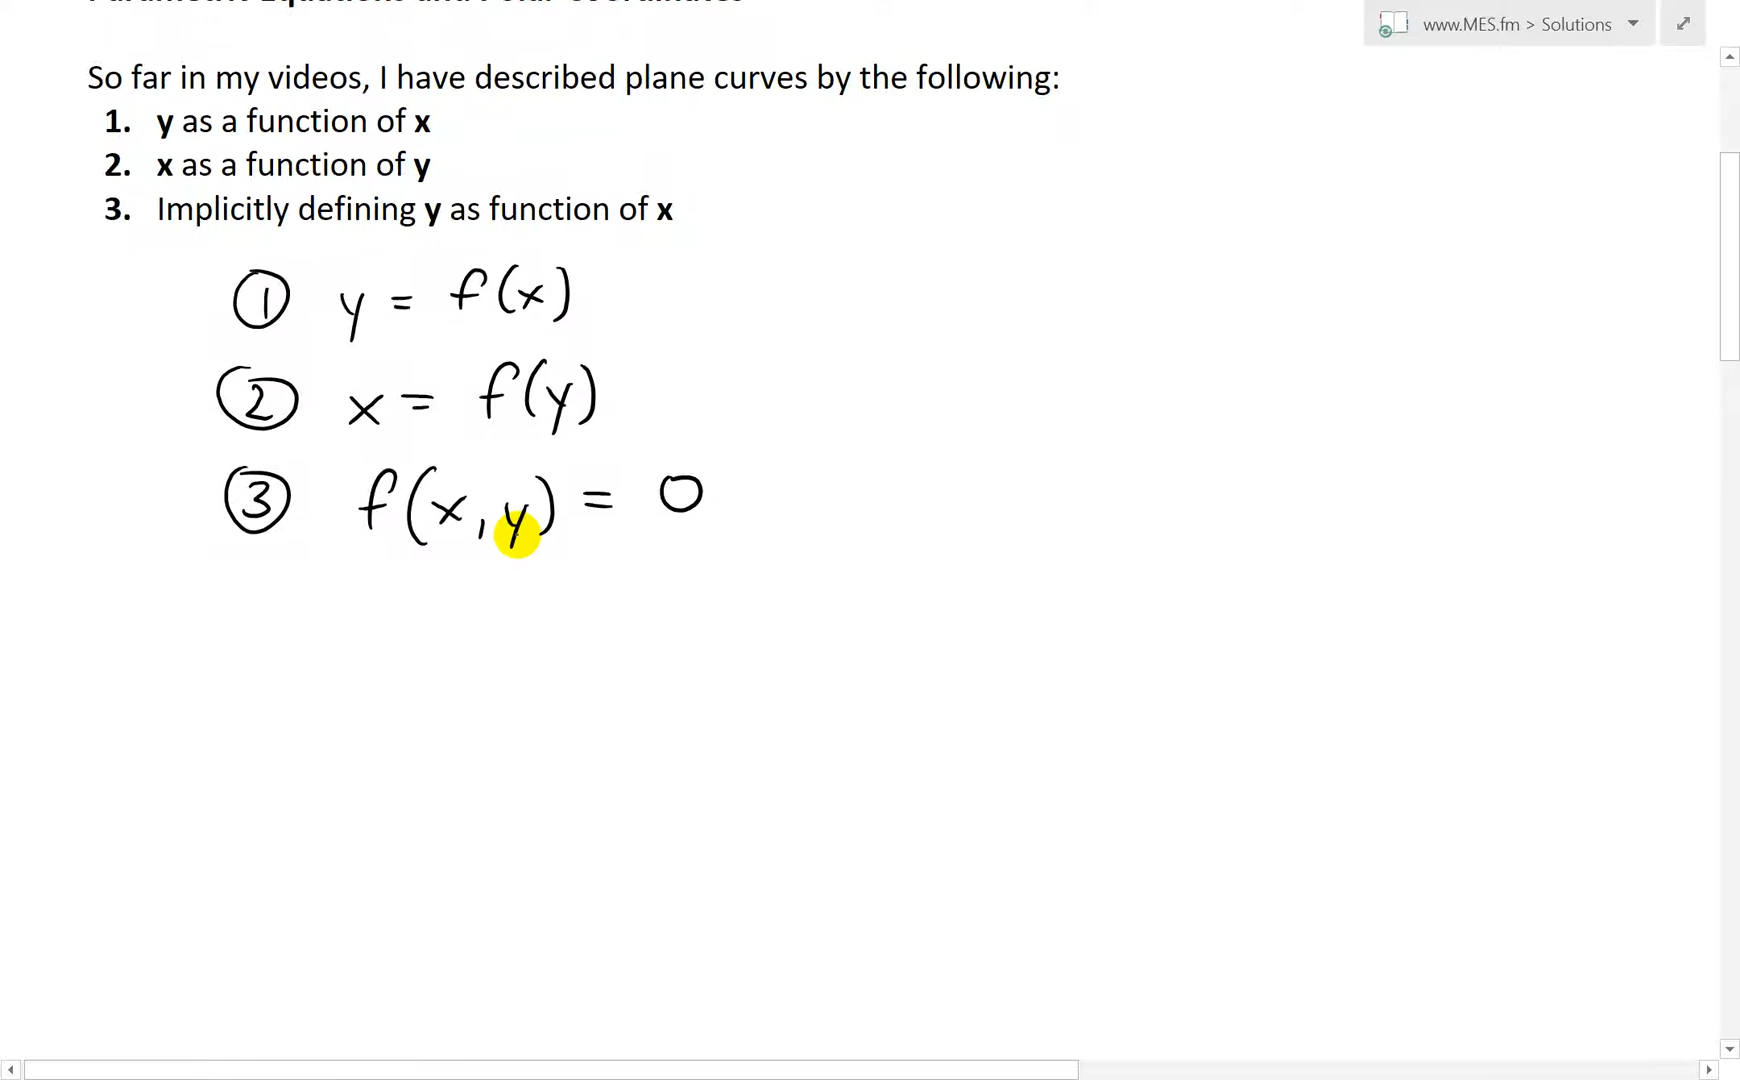 www.MES.fm > Solutions
So far in my videos, I have described plane curves by the following:
1. y as a function of x
2. x as a function of y
3. Implicitly defining y as function of x
① y = f(x)
② x = f(y)
③ f(x,y) = 0